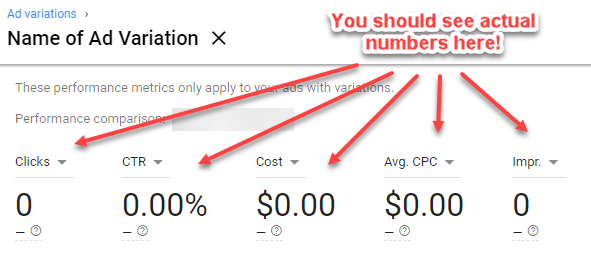 Ad variations ›
Name of Ad Variation ×
You should see actual
numbers here!
These performance metrics only apply to your ads with variations.
Performance comparison:
Clicks CTR Cost Avg. CPC Impr.
0 0.00% $0.00 $0.00 0
– ? – ? – ? – ? – ?